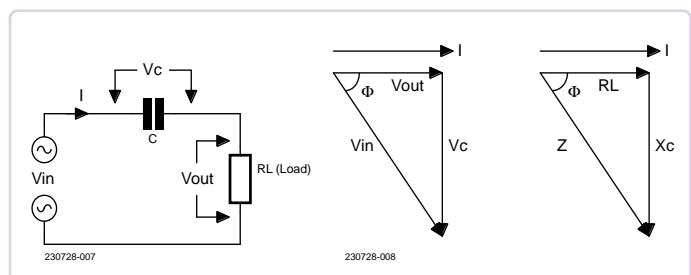 Vc
I
C
Vin
Vout
RL (Load)
230728-007
I
Φ
Vout
Vin
Vc
230728-008
I
Φ
RL
Z
Xc